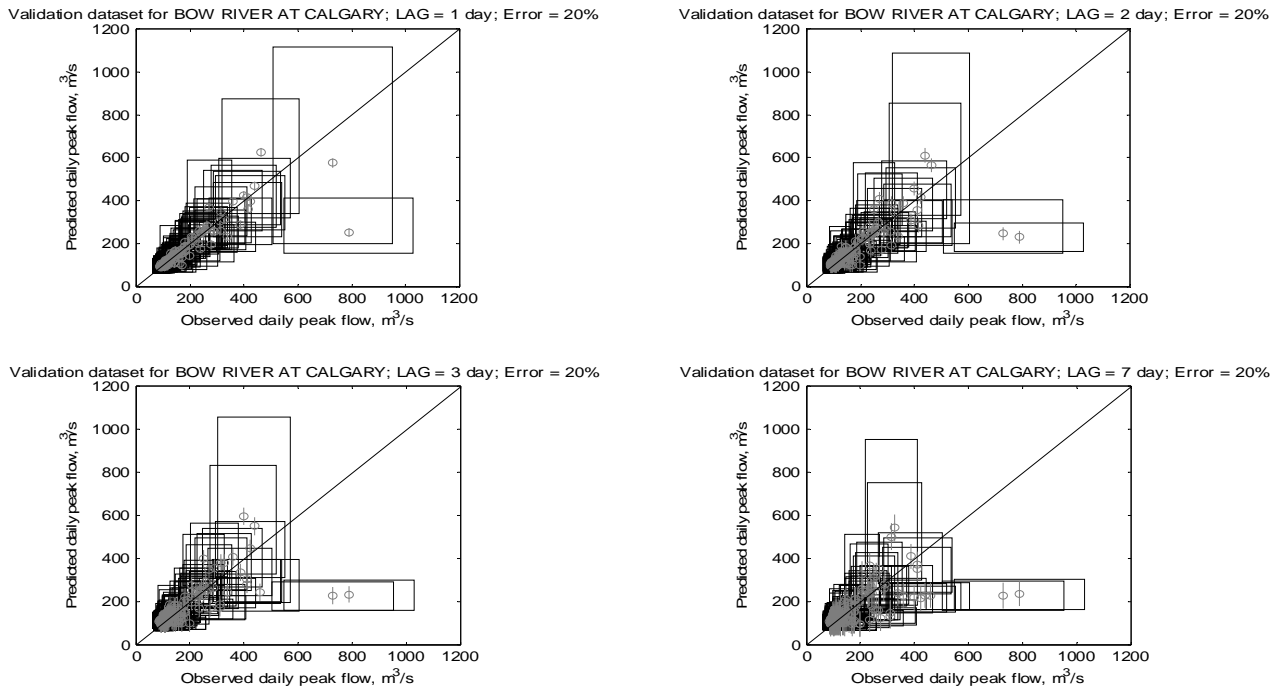 Validation dataset for BOW RIVER AT CALGARY; LAG = 1 day; Error = 20%
1200
1000
800
600
400
200
0
Predicted daily peak flow, m³/s
0 200 400 600 800 1000 1200
Observed daily peak flow, m³/s
Validation dataset for BOW RIVER AT CALGARY; LAG = 2 day; Error = 20%
1200
1000
800
600
400
200
0
Predicted daily peak flow, m³/s
0 200 400 600 800 1000 1200
Observed daily peak flow, m³/s
Validation dataset for BOW RIVER AT CALGARY; LAG = 3 day; Error = 20%
1200
1000
800
600
400
200
0
Predicted daily peak flow, m³/s
0 200 400 600 800 1000 1200
Observed daily peak flow, m³/s
Validation dataset for BOW RIVER AT CALGARY; LAG = 7 day; Error = 20%
1200
1000
800
600
400
200
0
Predicted daily peak flow, m³/s
0 200 400 600 800 1000 1200
Observed daily peak flow, m³/s